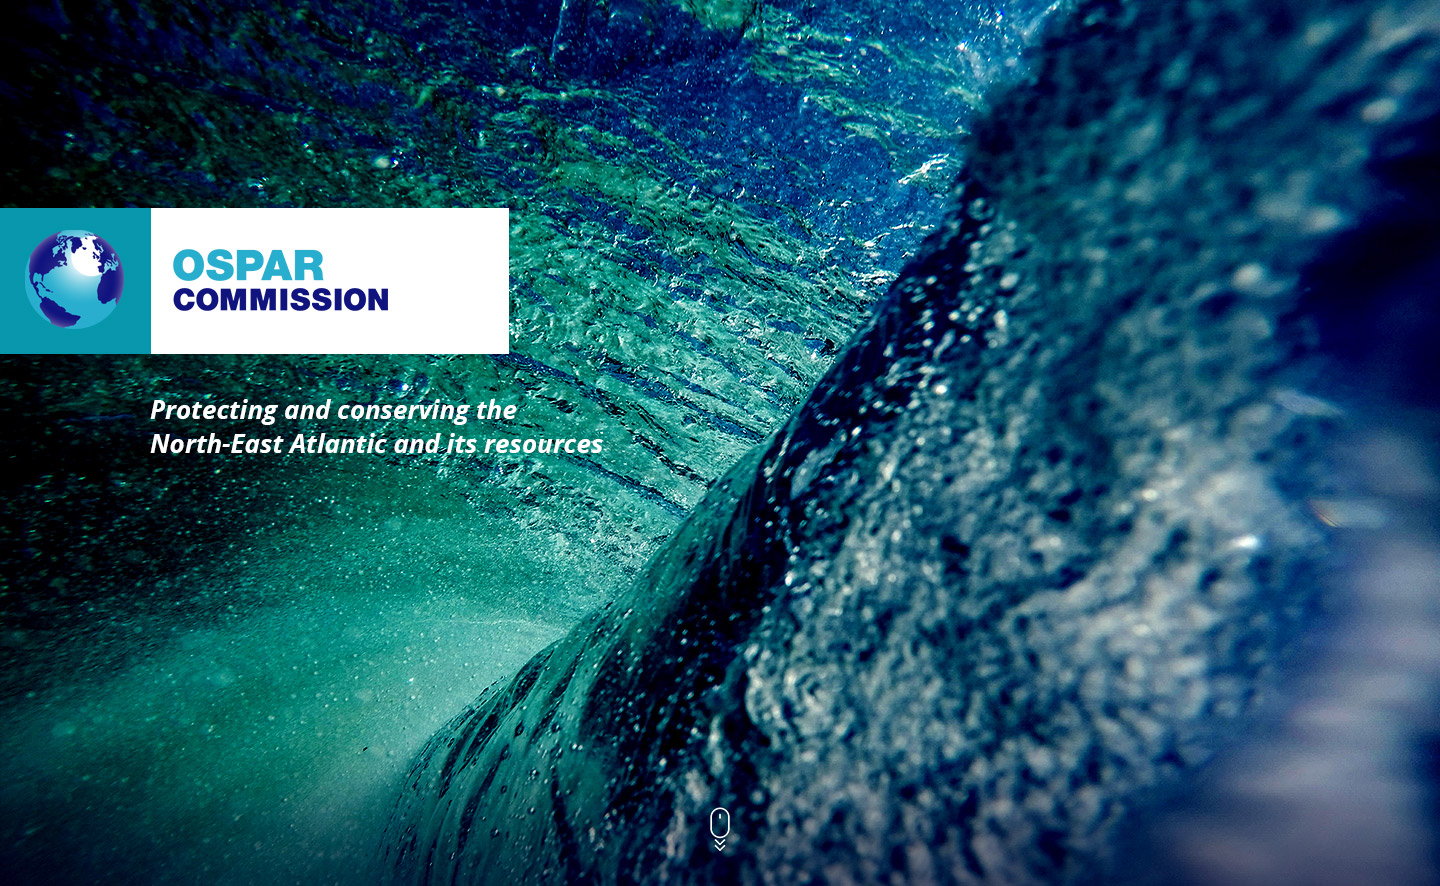 OSPAR
COMMISSION
Protecting and conserving the
North-East Atlantic and its resources